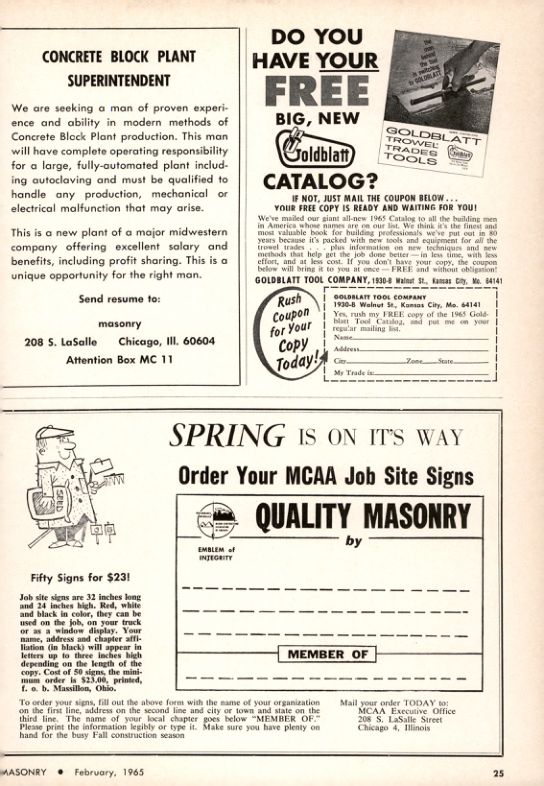 CONCRETE BLOCK PLANT
SUPERINTENDENT
We are seeking a man of proven experi-
ence and ability in modern methods of
Concrete Block Plant production. This man
will have complete operating responsibility
for a large, fully-automated plant includ-
ing autoclaving and must be qualified to
handle any production, mechanical or
electrical malfunction that may arise.
This is a new plant of a major midwestern
company offering excellent salary and
benefits, including profit sharing. This is a
unique opportunity for the right man.
Send resume to:
masonry
208 S. LaSalle Chicago, Ill. 60604
Attention Box MC 11
DO YOU
HAVE YOUR
FREE
BIG, NEW
Goldblatt
CATALOG?
the
man
behind
the tool
is switching
to GOLDBLATT
GOLDBLATT
TROWEL
TRADES
TOOLS
Goldblatt
IF NOT, JUST MAIL THE COUPON BELOW...
YOUR FREE COPY IS READY AND WAITING FOR YOU!
We've mailed our giant all-new 1965 Catalog to all the building men
in America whose names are on our list. We think it's the finest and
most valuable book for building professionals we've put out in 80
years because it's packed with new tools and equipment for all the
trowel trades . . . plus information on new techniques and new
methods that help get the job done better — in less time, with less
effort, and at less cost. If you don't have your copy, the coupon
below will bring it to you at once — FREE and without obligation!
GOLDBLATT TOOL COMPANY, 1930-8 Walnut St., Kansas City, Mo. 64141
Rush
Coupon
for Your
Copy
Today!
GOLDBLATT TOOL COMPANY
1930-8 Walnut St., Kansas City, Mo. 64141
Yes, rush my FREE copy of the 1965 Gold-
blatt Tool Catalog, and put me on your
regular mailing list.
Name
Address
City Zone State
My Trade is:
SPRING IS ON IT'S WAY
Order Your MCAA Job Site Signs
SEED
EMBLEM of
INTEGRITY
QUALITY MASONRY
by
MEMBER OF
Fifty Signs for $23!
Job site signs are 32 inches long
and 24 inches high. Red, white
and black in color, they can be
used on the job, on your truck
or as a window display. Your
name, address and chapter affi-
liation (in black) will appear in
letters up to three inches high
depending on the length of the
copy. Cost of 50 signs, the mini-
mum order is $23.00, printed,
f. o. b. Massillon, Ohio.
To order your signs, fill out the above form with the name of your organization
on the first line, address on the second line and city or town and state on the
third line. The name of your local chapter goes below "MEMBER OF."
Please print the information legibly or type it. Make sure you have plenty on
hand for the busy Fall construction season
Mail your order TODAY to:
MCAA Executive Office
208 S. LaSalle Street
Chicago 4, Illinois
MASONRY • February, 1965
25